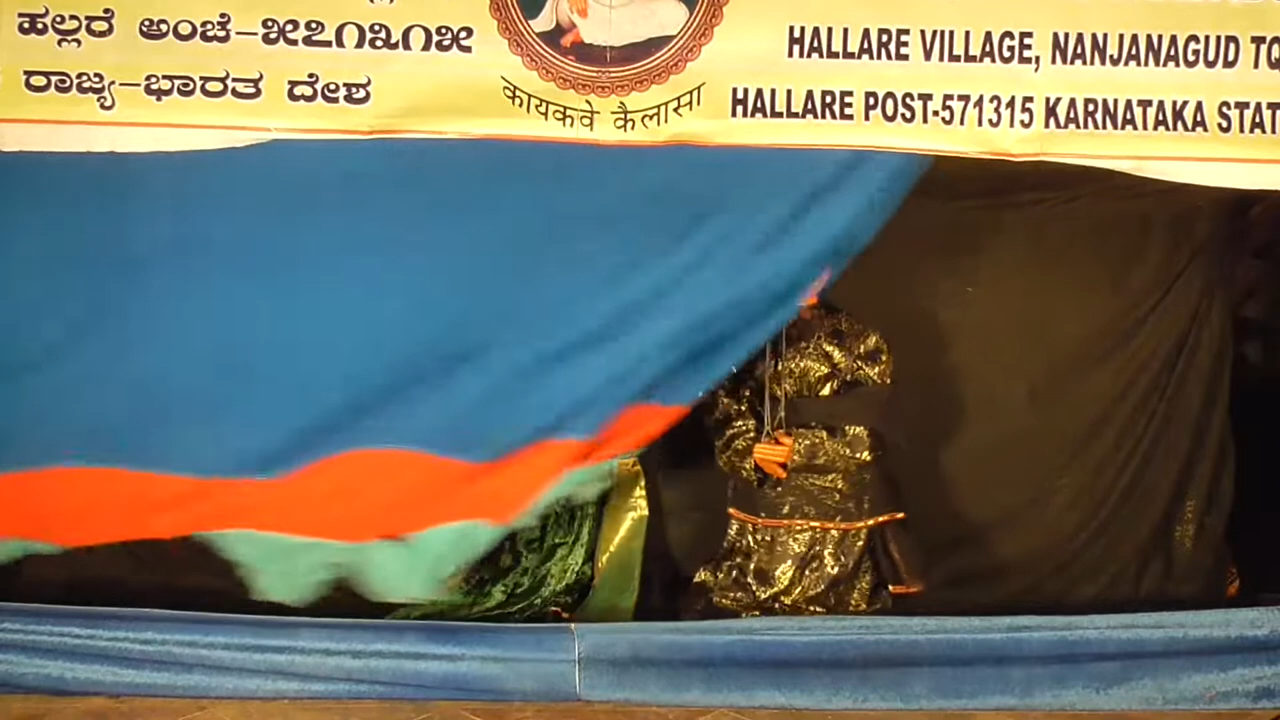 ಹಲ್ಲರೆ ಅಂಚೆ-೫೭೧೩೧೫
ರಾಜ್ಯ-ಭಾರತ ದೇಶ
कायकवे कैलासा
HALLARE VILLAGE, NANJANAGUD TQ
HALLARE POST-571315 KARNATAKA STAT